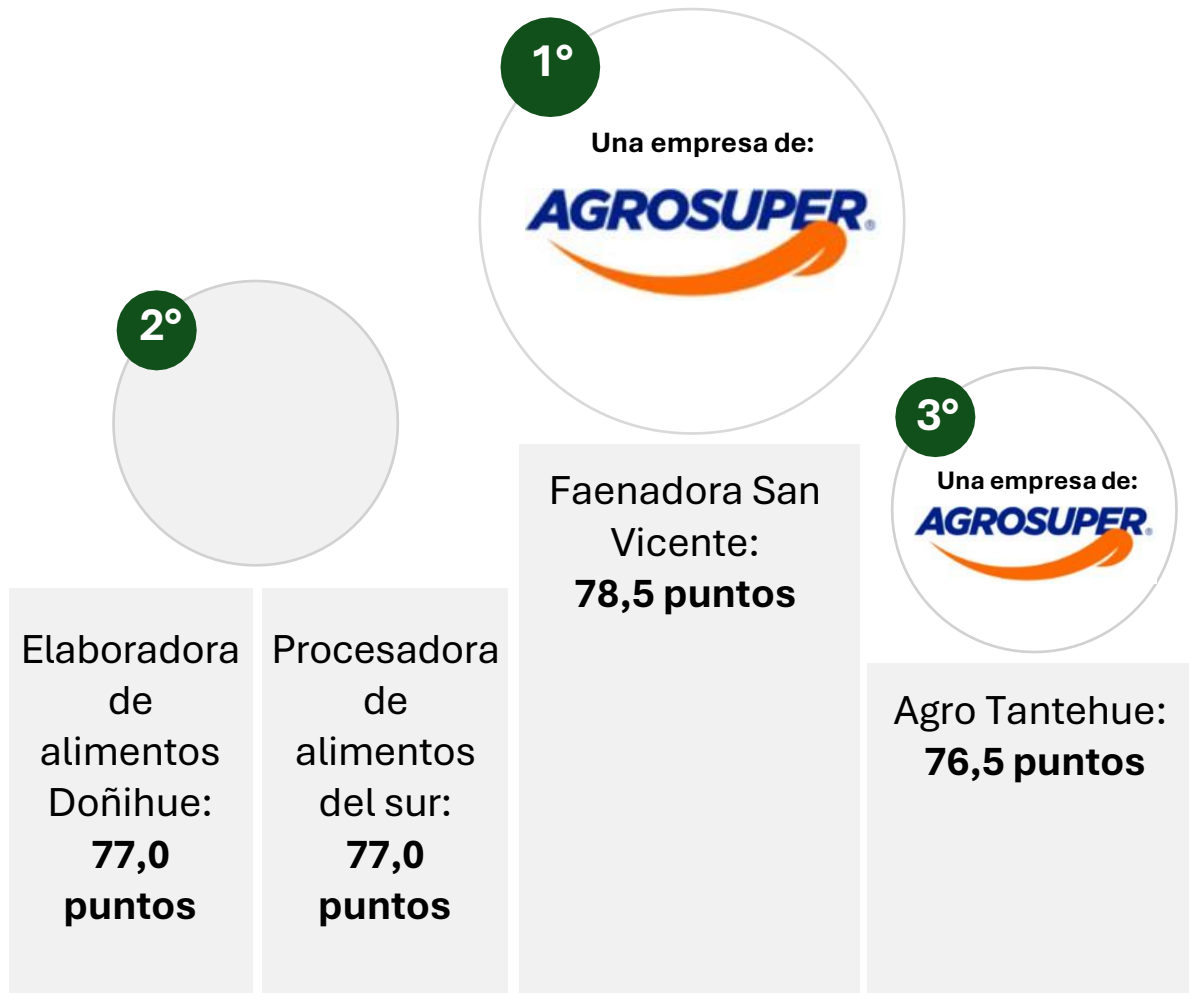 1°
Una empresa de:
AGROSUPER®
2°
3°
Una empresa de:
AGROSUPER®
Elaboradora
de
alimentos
Doñihue:
77,0
puntos
Procesadora
de
alimentos
del sur:
77,0
puntos
Faenadora San
Vicente:
78,5 puntos
Agro Tantehue:
76,5 puntos